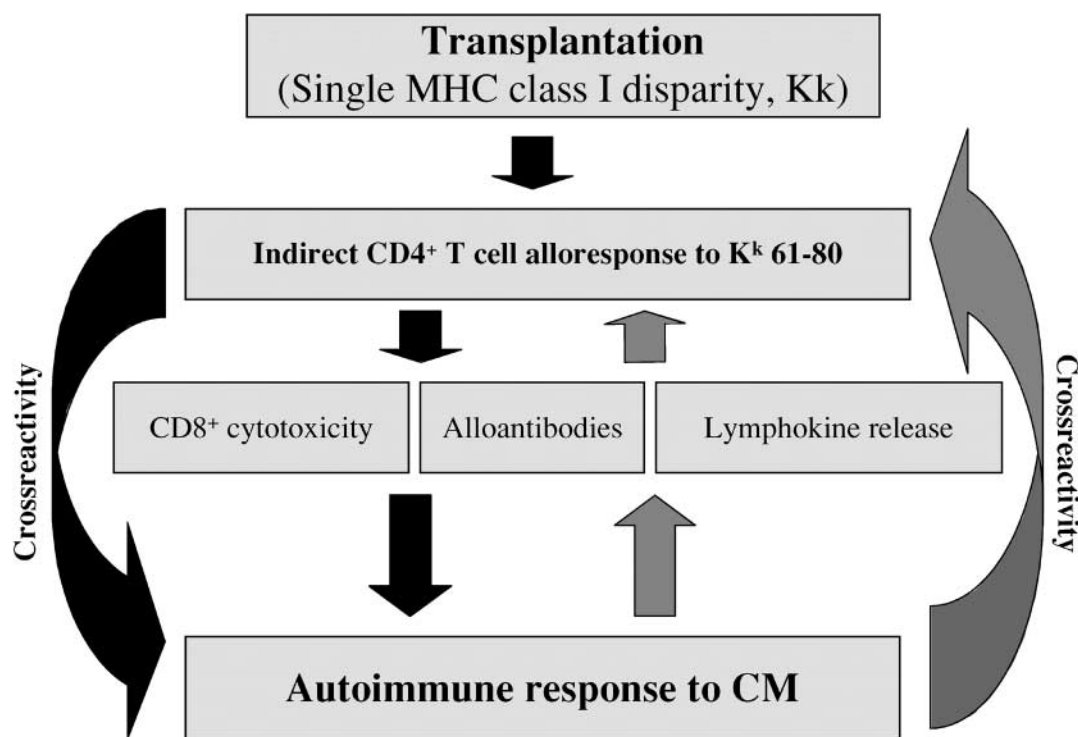 Transplantation
(Single MHC class I disparity, Kk)
Indirect CD4⁺ T cell alloresponse to Kᵏ 61-80
CD8⁺ cytotoxicity
Alloantibodies
Lymphokine release
Crossreactivity
Crossreactivity
Autoimmune response to CM